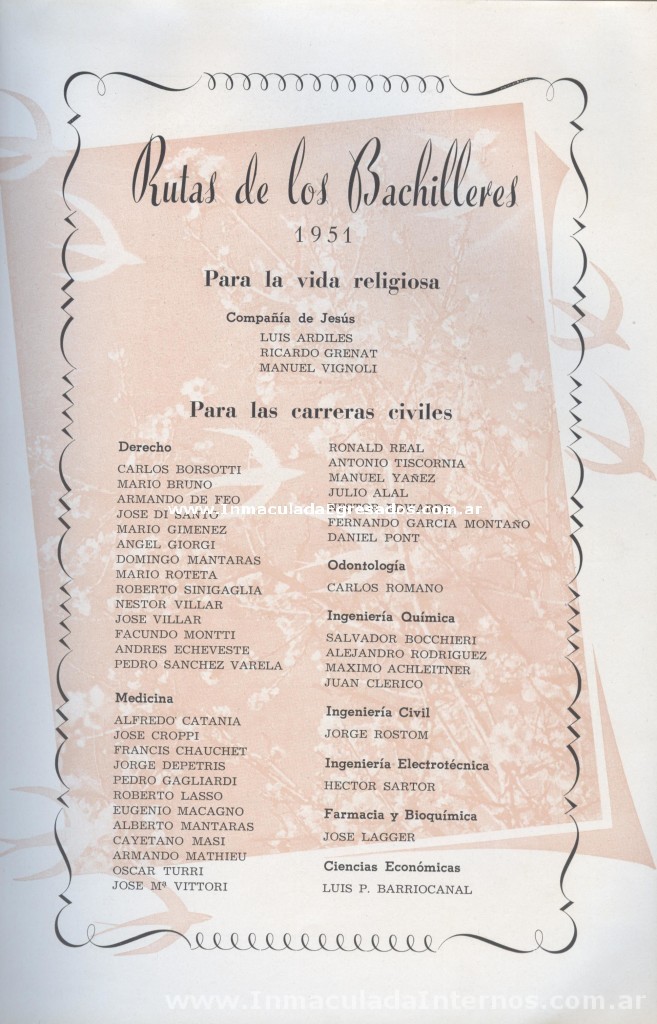 Rutas de los Bachilleres
1951
Para la vida religiosa
Compañía de Jesús
LUIS ARDILES
RICARDO GRENAT
MANUEL VIGNOLI
Para las carreras civiles
Derecho
CARLOS BORSOTTI
MARIO BRUNO
ARMANDO DE FEO
JOSE DI SANTO
MARIO GIMENEZ
ANGEL GIORGI
DOMINGO MANTARAS
MARIO ROTETA
ROBERTO SINIGAGLIA
NESTOR VILLAR
JOSE VILLAR
FACUNDO MONTTI
ANDRES ECHEVESTE
PEDRO SANCHEZ VARELA
Medicina
ALFREDO CATANIA
JOSE CROPPI
FRANCIS CHAUCHET
JORGE DEPETRIS
PEDRO GAGLIARDI
ROBERTO LASSO
EUGENIO MACAGNO
ALBERTO MANTARAS
CAYETANO MASI
ARMANDO MATHIEU
OSCAR TURRI
JOSE Mª VITTORI
RONALD REAL
ANTONIO TISCORNIA
MANUEL YAÑEZ
JULIO ALAL
FERNANDO GARCIA MONTAÑO
DANIEL PONT
Odontología
CARLOS ROMANO
Ingeniería Química
SALVADOR BOCCHIERI
ALEJANDRO RODRIGUEZ
MAXIMO ACHLEITNER
JUAN CLERICO
Ingeniería Civil
JORGE ROSTOM
Ingeniería Electrotécnica
HECTOR SARTOR
Farmacia y Bioquímica
JOSE LAGGER
Ciencias Económicas
LUIS P. BARRIOCANAL
www.InmaculadaEgresados.com.ar
www.InmaculadaInternos.com.ar